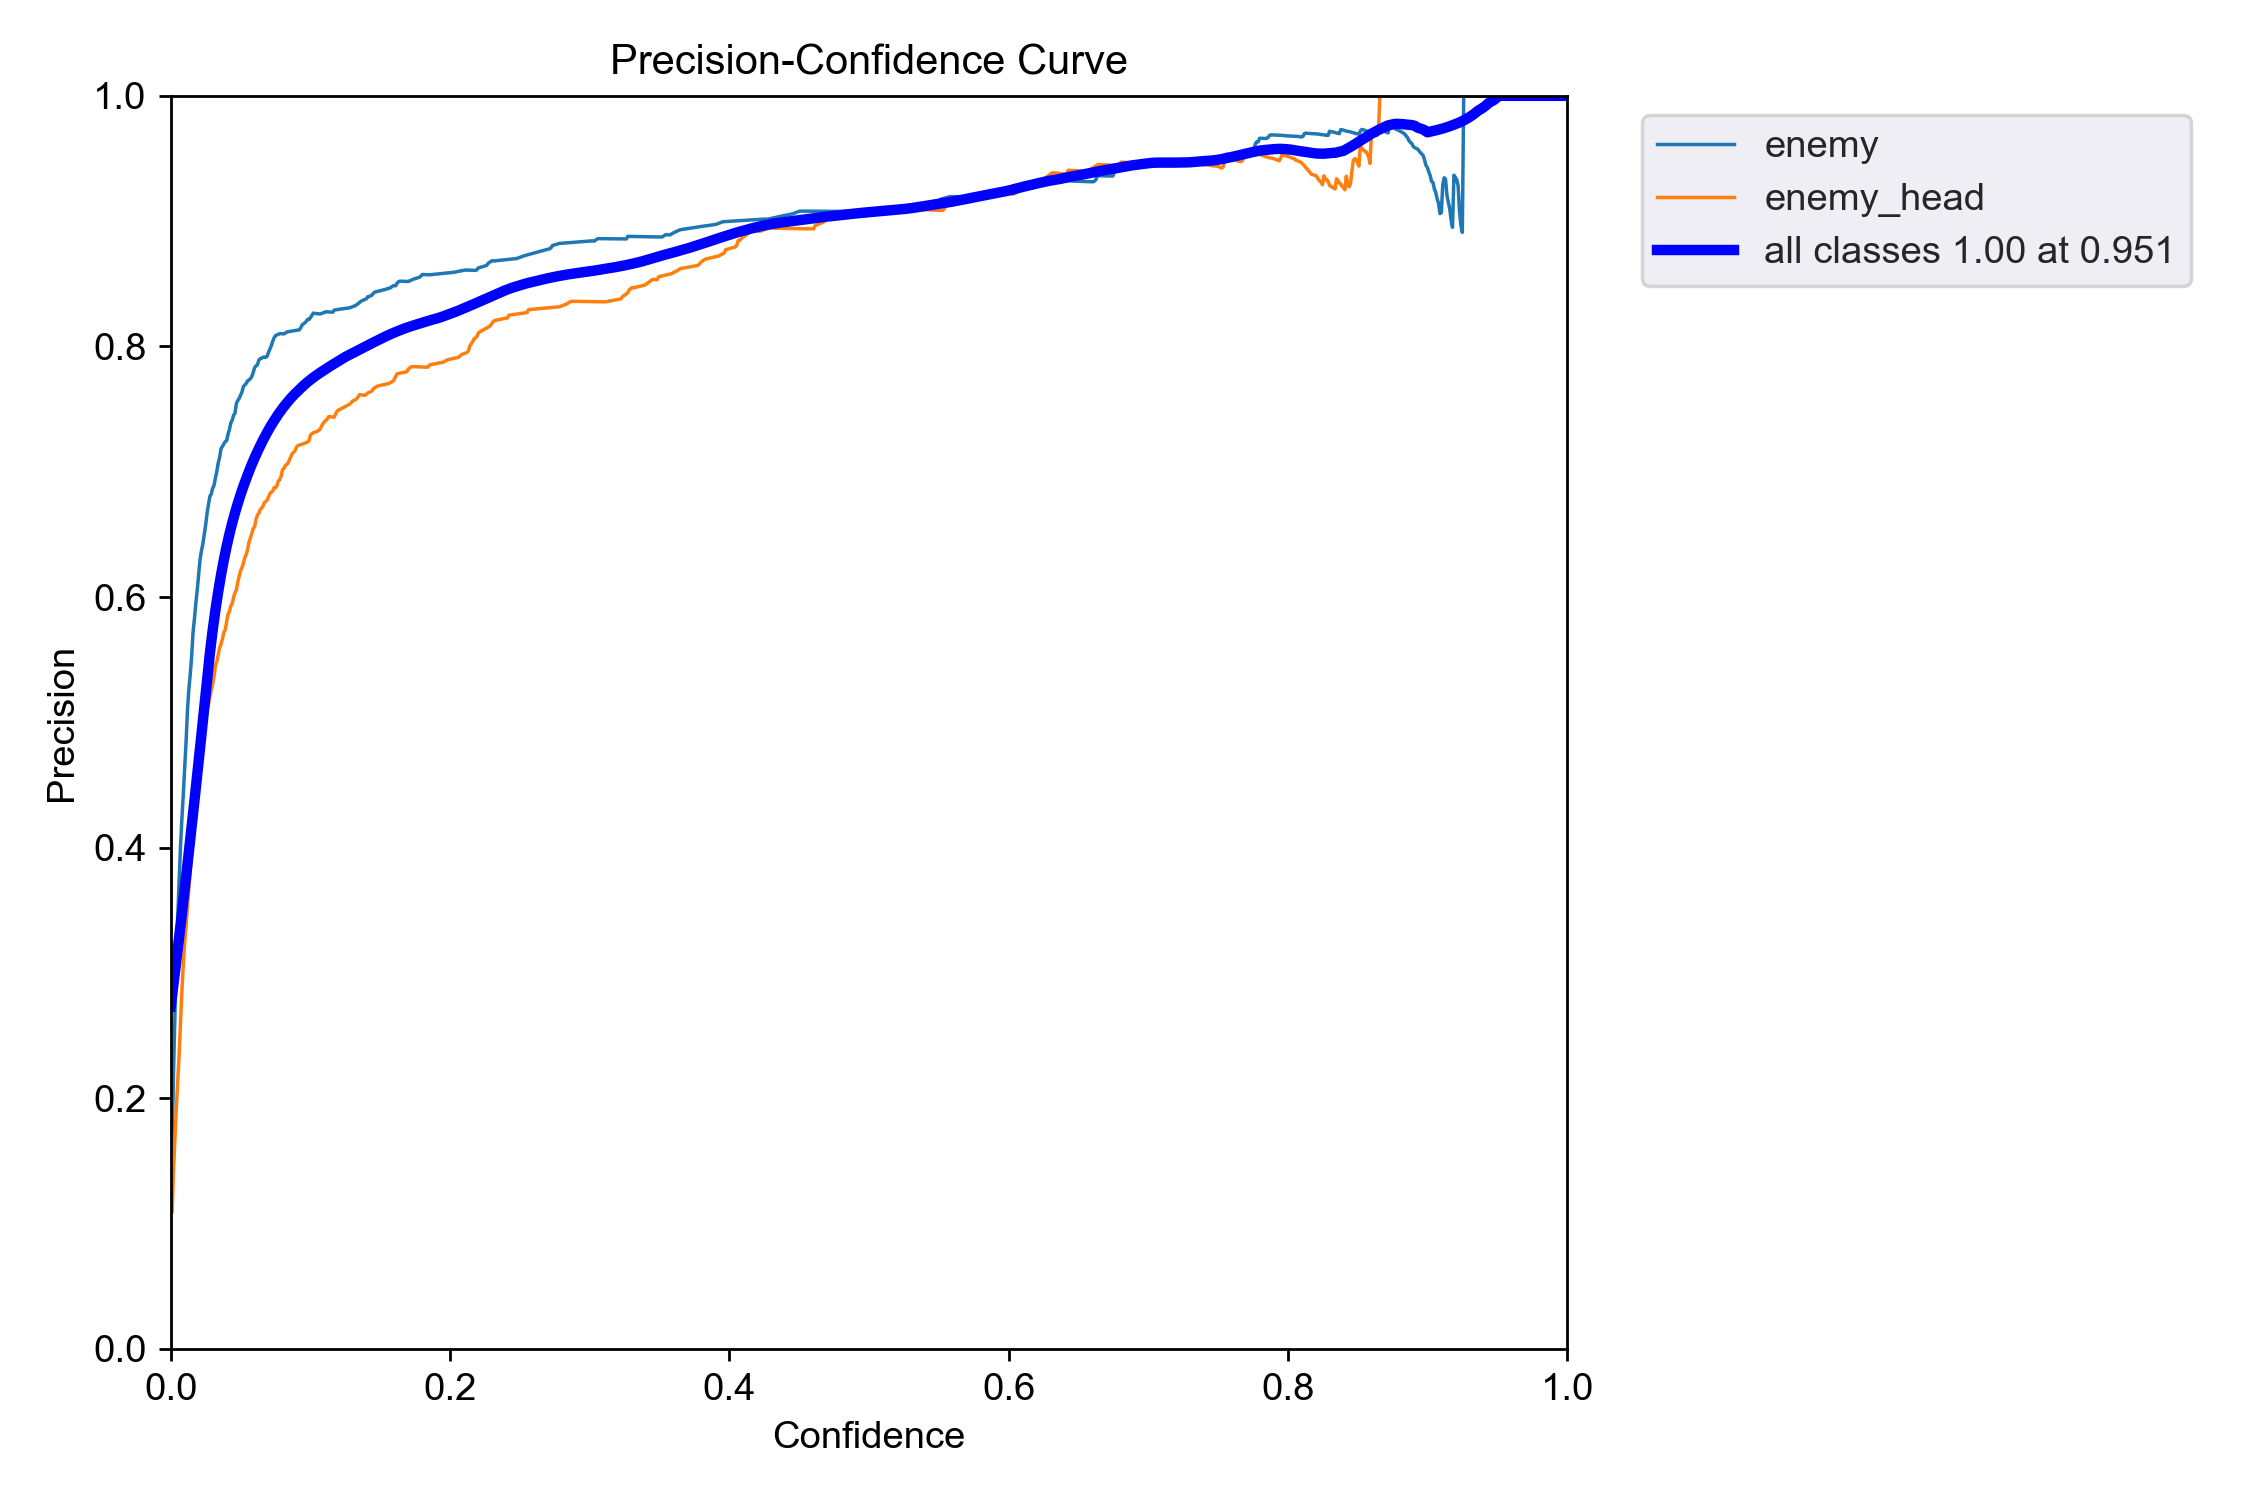 Precision-Confidence Curve
1.0
0.8
0.6
0.4
0.2
0.0
Precision
0.0 0.2 0.4 0.6 0.8 1.0
Confidence
enemy
enemy_head
all classes 1.00 at 0.951